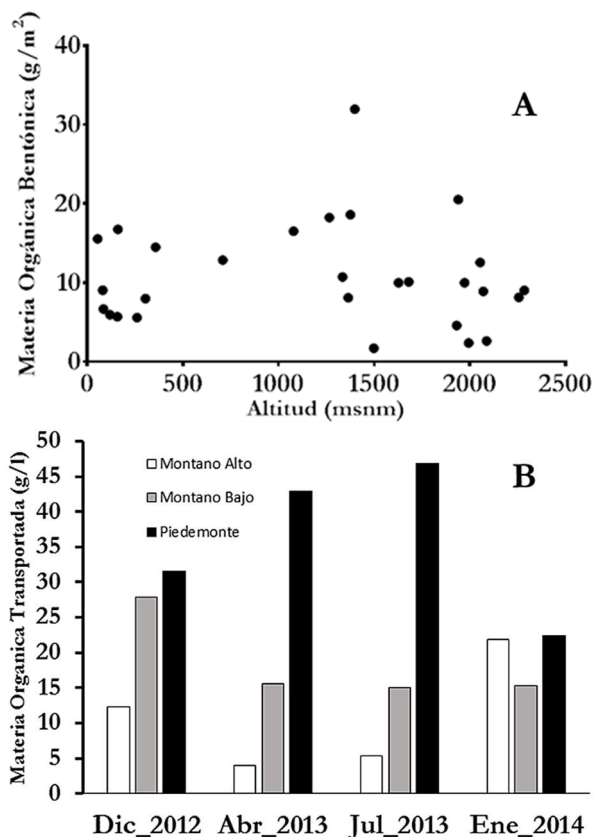 A
Materia Orgánica Bentónica (g/m²)
40
30
20
10
0
0 500 1000 1500 2000 2500
Altitud (msnm)
B
Materia Organica Transportada (g/l)
50
45
40
35
30
25
20
15
10
5
0
Montano Alto
Montano Bajo
Piedemonte
Dic_2012 Abr_2013 Jul_2013 Ene_2014